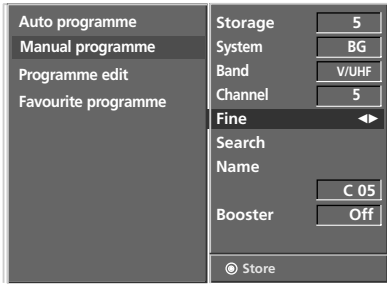 Auto programme
Manual programme
Programme edit
Favourite programme
Storage 5
System BG
Band V/UHF
Channel 5
Fine ◀▶
Search
Name
C 05
Booster Off
◉ Store